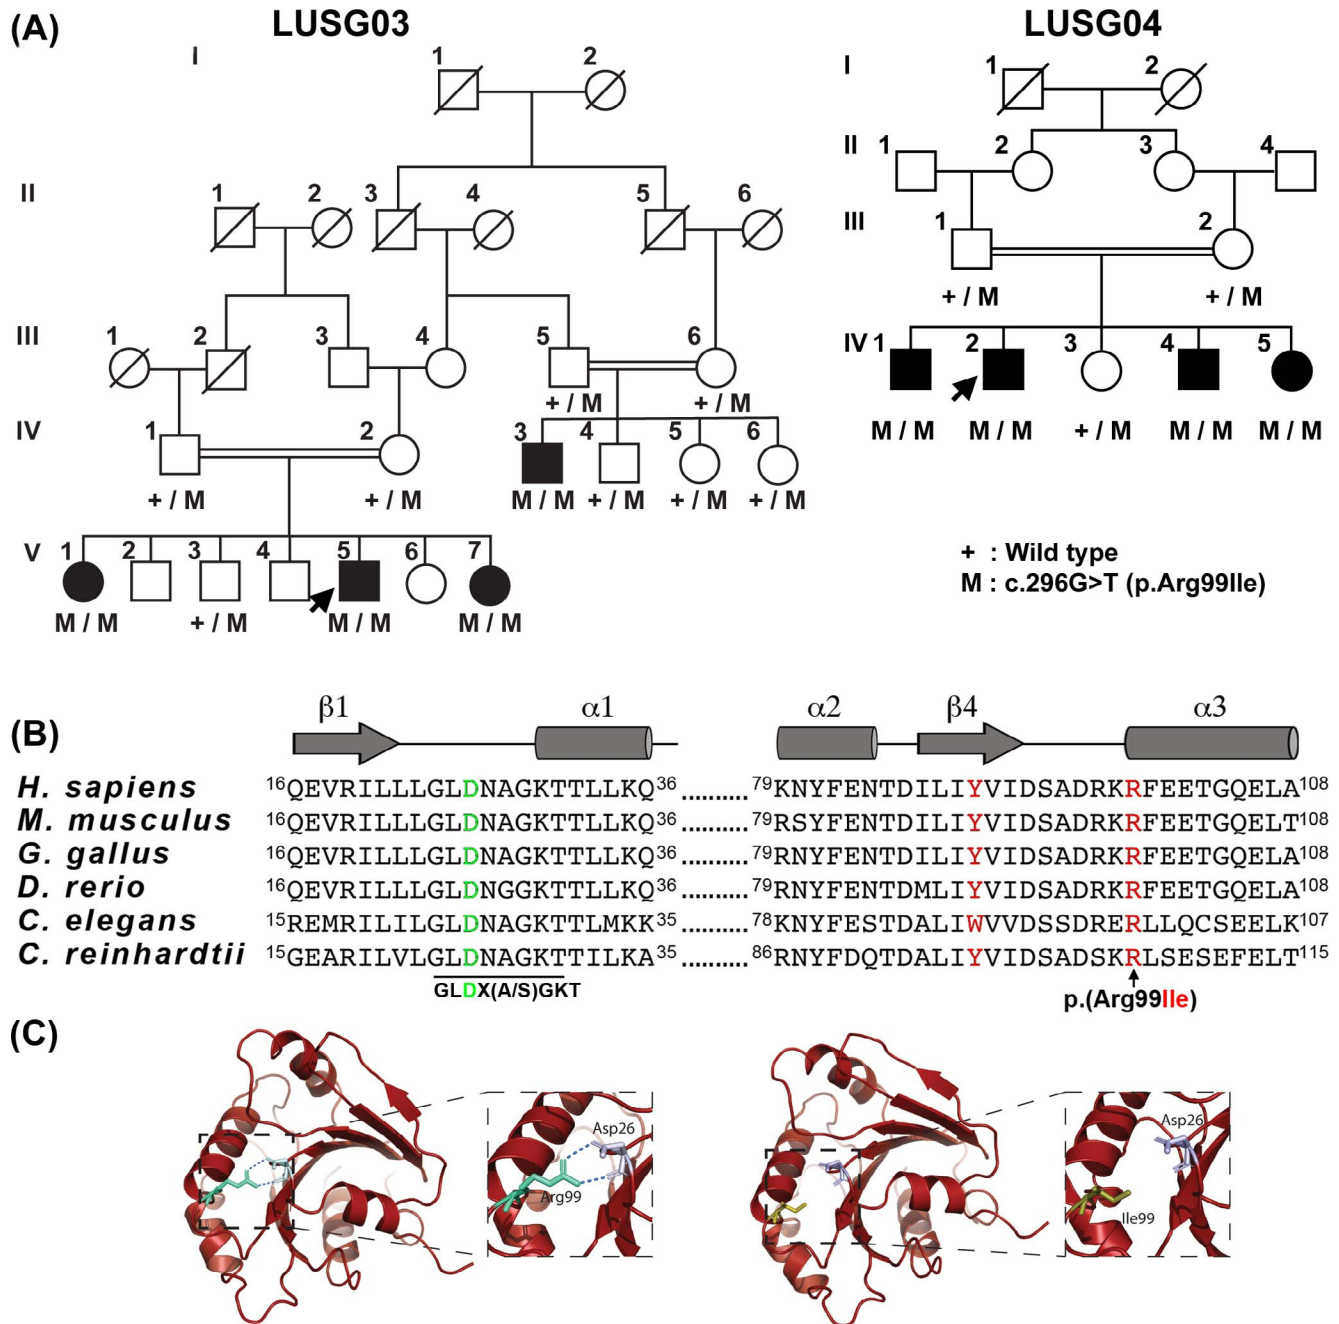 (A)
LUSG03
LUSG04
I
1 2
I
1 2
II
1 2 3 4
II
1 2 3 4 5 6
III
1 2
+ / M + / M
III
1 2 3 4 5 6
+ / M + / M
IV
1 2 3 4 5
M / M M / M + / M M / M M / M
IV
1 2 3 4 5 6
M / M + / M + / M + / M
+ / M + / M
V
1 2 3 4 5 6 7
M / M + / M M / M M / M
+ : Wild type
M : c.296G>T (p.Arg99Ile)
(B)
β1 α1 α2 β4 α3
H. sapiens 16QEVRILLLGLDNAGKTTLLKQ36 .......... 79KNYFENTDILIYVIDSADRKRFEETGQELA108
M. musculus 16QEVRILLLGLDNAGKTTLLKQ36 .......... 79RSYFENTDILIYVIDSADRKRFEETGQELT108
G. gallus 16QEVRILLLGLDNAGKTTLLKQ36 .......... 79RNYFENTDILIYVIDSADRKRFEETGQELA108
D. rerio 16QEVRILLLGLDNGGKTTLLKQ36 .......... 79RNYFENTDMLIYVIDSADRKRFEETGQELA108
C. elegans 15REMRILILGLDNAGKTTLMKK35 .......... 78KNYFESTDALIWVVDSSDRERLLQCSEELK107
C. reinhardtii 15GEARILVLGLDNAGKTTILKA35 .......... 86RNYFDQTDALIYVIDSADSKRLSESEFELT115
GLDX(A/S)GKT
p.(Arg99Ile)
(C)
Asp26
Arg99
Asp26
Ile99